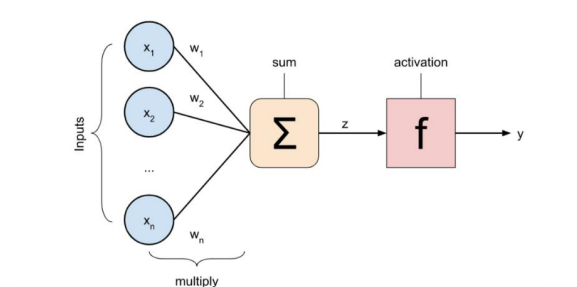 x1
w1
sum
activation
w2
x2
Inputs
Σ
z
f
y
...
xn
wn
multiply